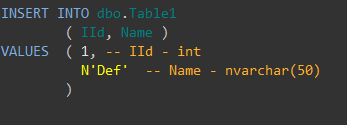 INSERT INTO dbo.Table1
( IId, Name )
VALUES ( 1, -- IId - int
N'Def' -- Name - nvarchar(50)
)